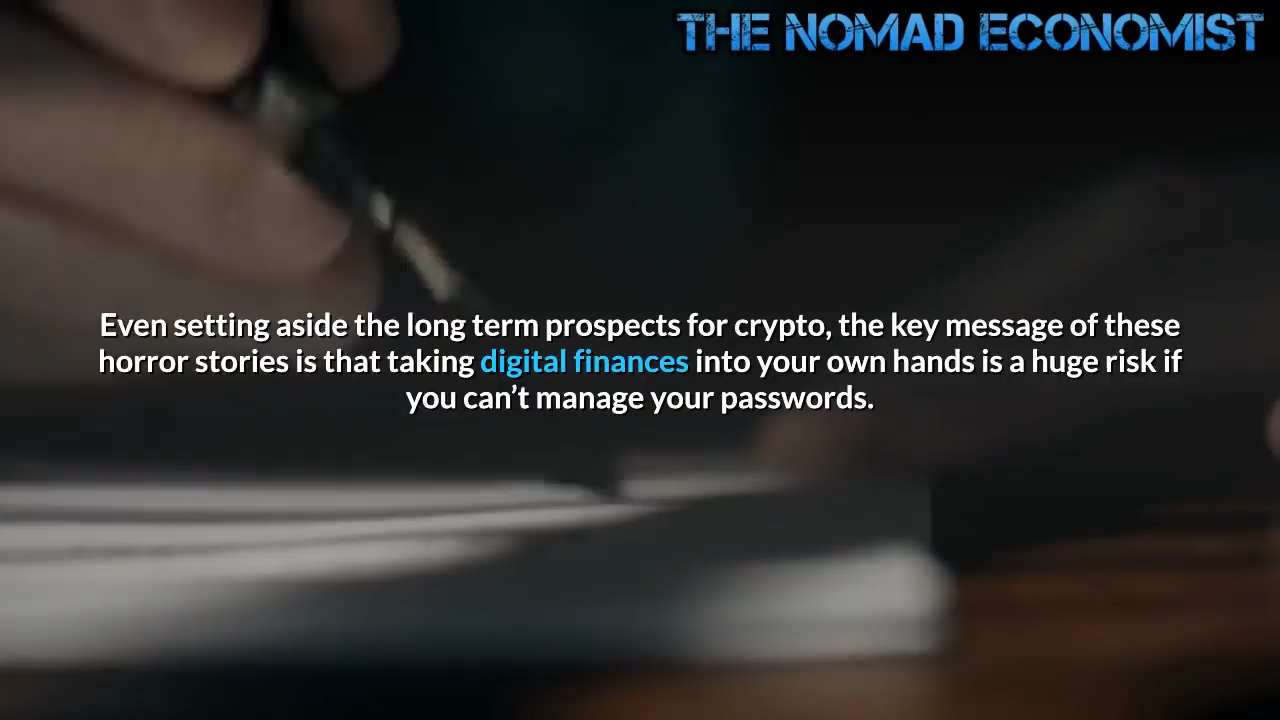 THE NOMAD ECONOMIST
Even setting aside the long term prospects for crypto, the key message of these
horror stories is that taking digital finances into your own hands is a huge risk if
you can’t manage your passwords.